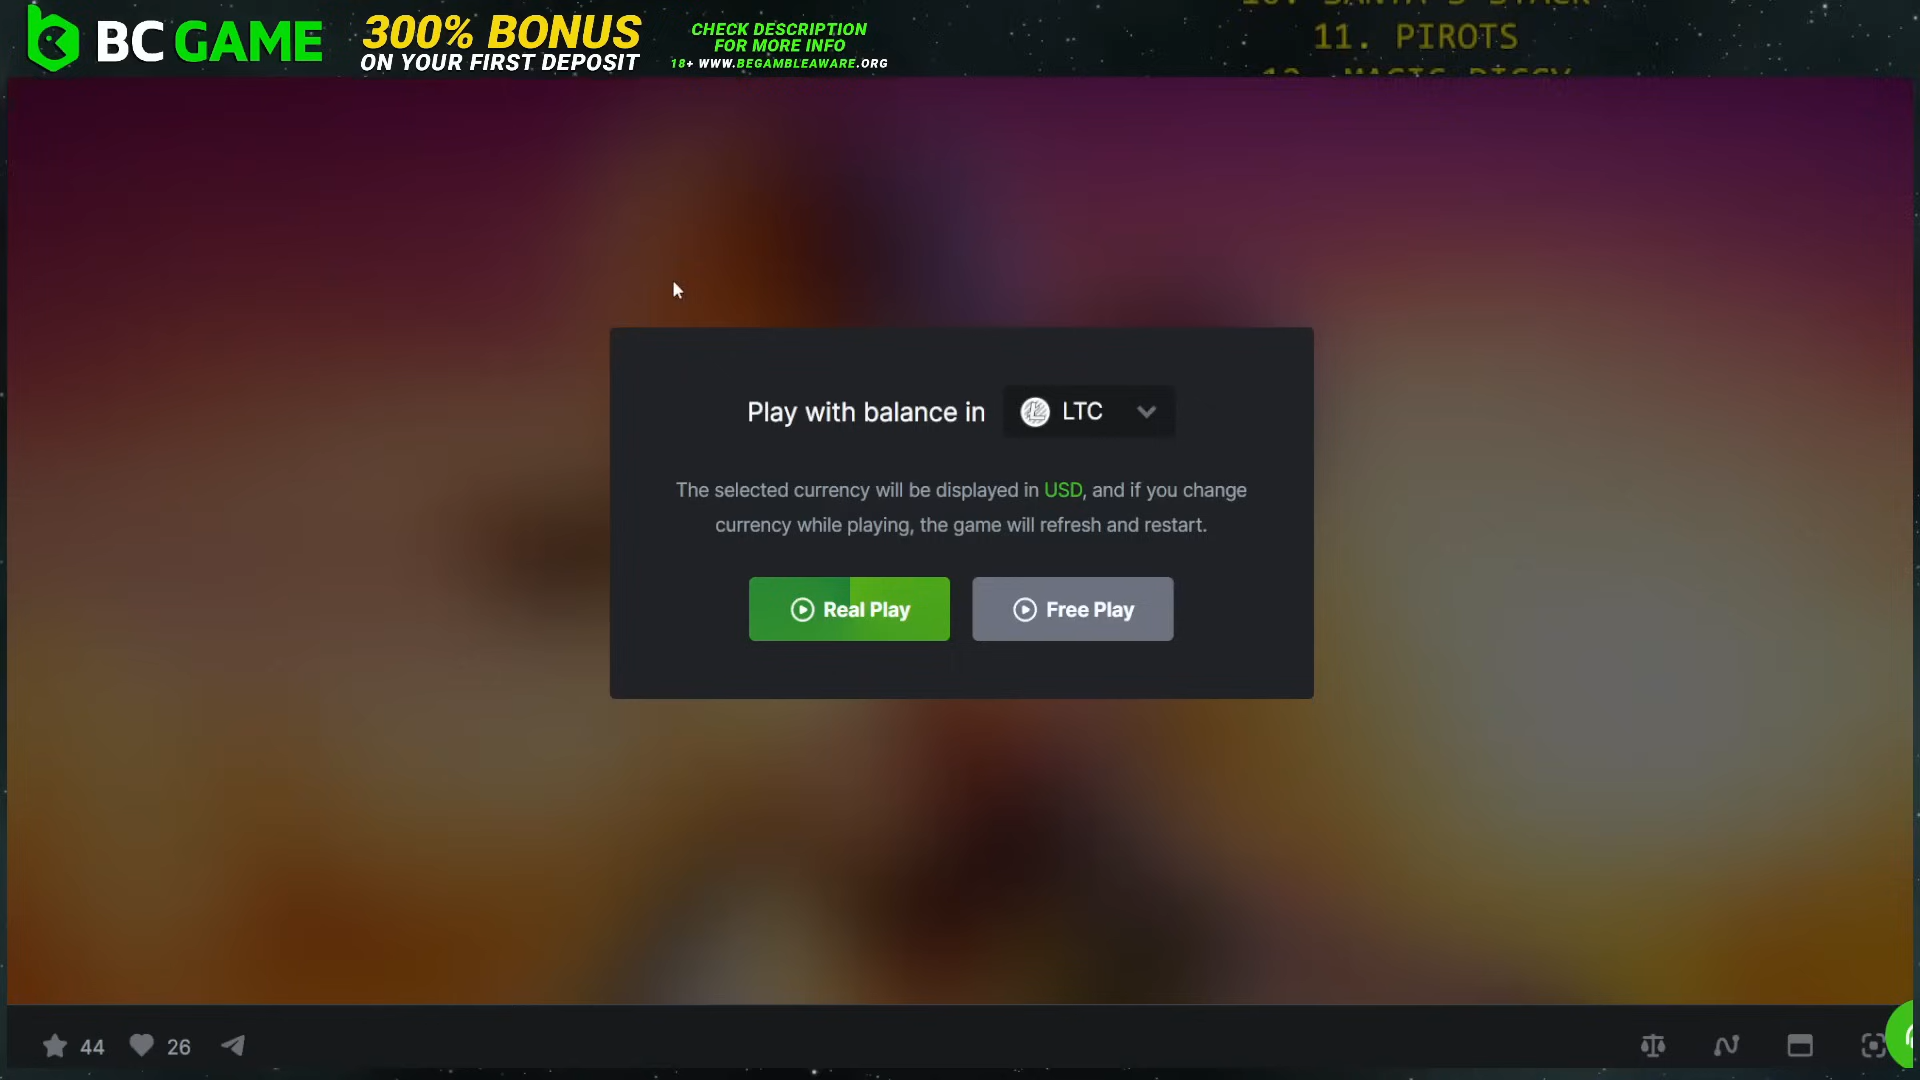 BC GAME
300% BONUS
ON YOUR FIRST DEPOSIT
CHECK DESCRIPTION
FOR MORE INFO
18+ WWW.BEGAMBLEAWARE.ORG
11. PIROTS
Play with balance in LTC
The selected currency will be displayed in USD, and if you change
currency while playing, the game will refresh and restart.
Real Play
Free Play
44
26